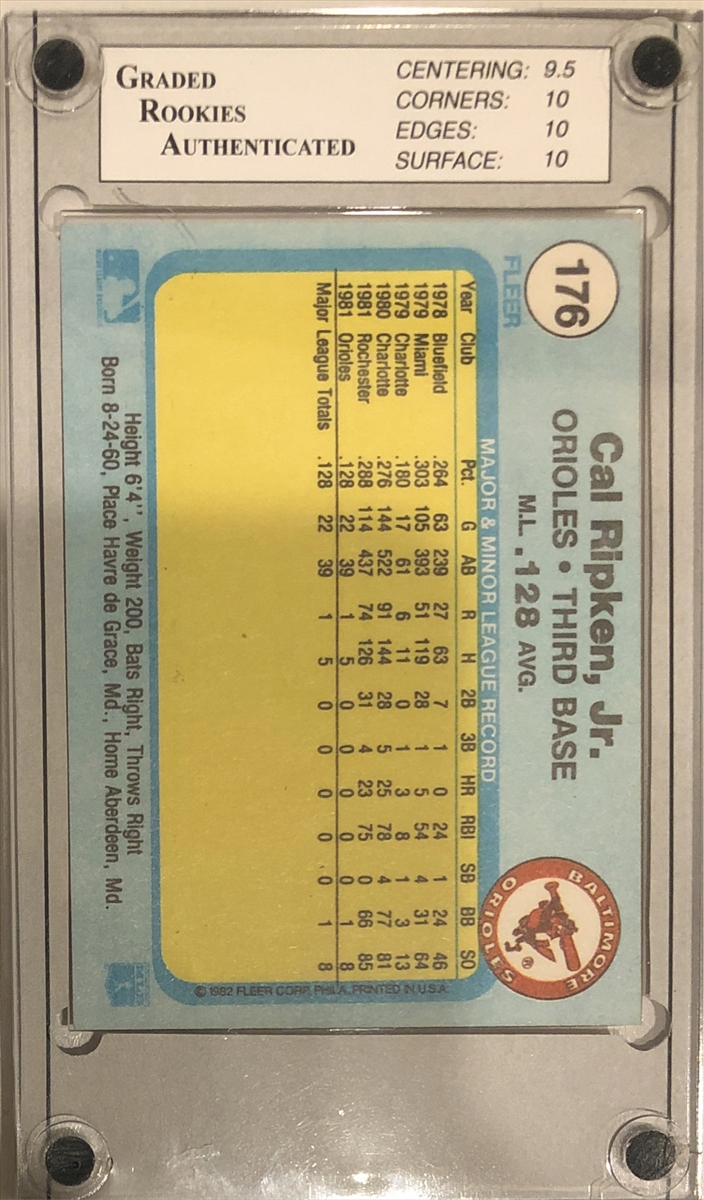 GRADED
ROOKIES
AUTHENTICATED
CENTERING: 9.5
CORNERS: 10
EDGES: 10
SURFACE: 10
176
FLEER
Cal Ripken, Jr.
ORIOLES • THIRD BASE
M.L. .128 AVG.
BALTIMORE
ORIOLES
®
MAJOR & MINOR LEAGUE RECORD
Year Club Pct. G AB R H 2B 3B HR RBI SB BB SO
1978 Bluefield .264 63 239 27 63 7 1 0 24 1 24 46
1979 Miami .303 105 393 51 119 28 1 5 54 4 31 64
1979 Charlotte .180 17 61 6 11 0 1 3 8 1 3 13
1980 Charlotte .276 144 522 91 144 28 5 25 78 4 77 81
1981 Rochester .288 114 437 74 126 31 4 23 75 0 66 85
1981 Orioles .128 22 39 1 5 0 0 0 0 0 1 8
Major League Totals .128 22 39 1 5 0 0 0 0 0 1 8
© 1982 FLEER CORP. PHILA. PRINTED IN U.S.A.
Height 6'4'', Weight 200, Bats Right, Throws Right
Born 8-24-60, Place Havre de Grace, Md., Home Aberdeen, Md.